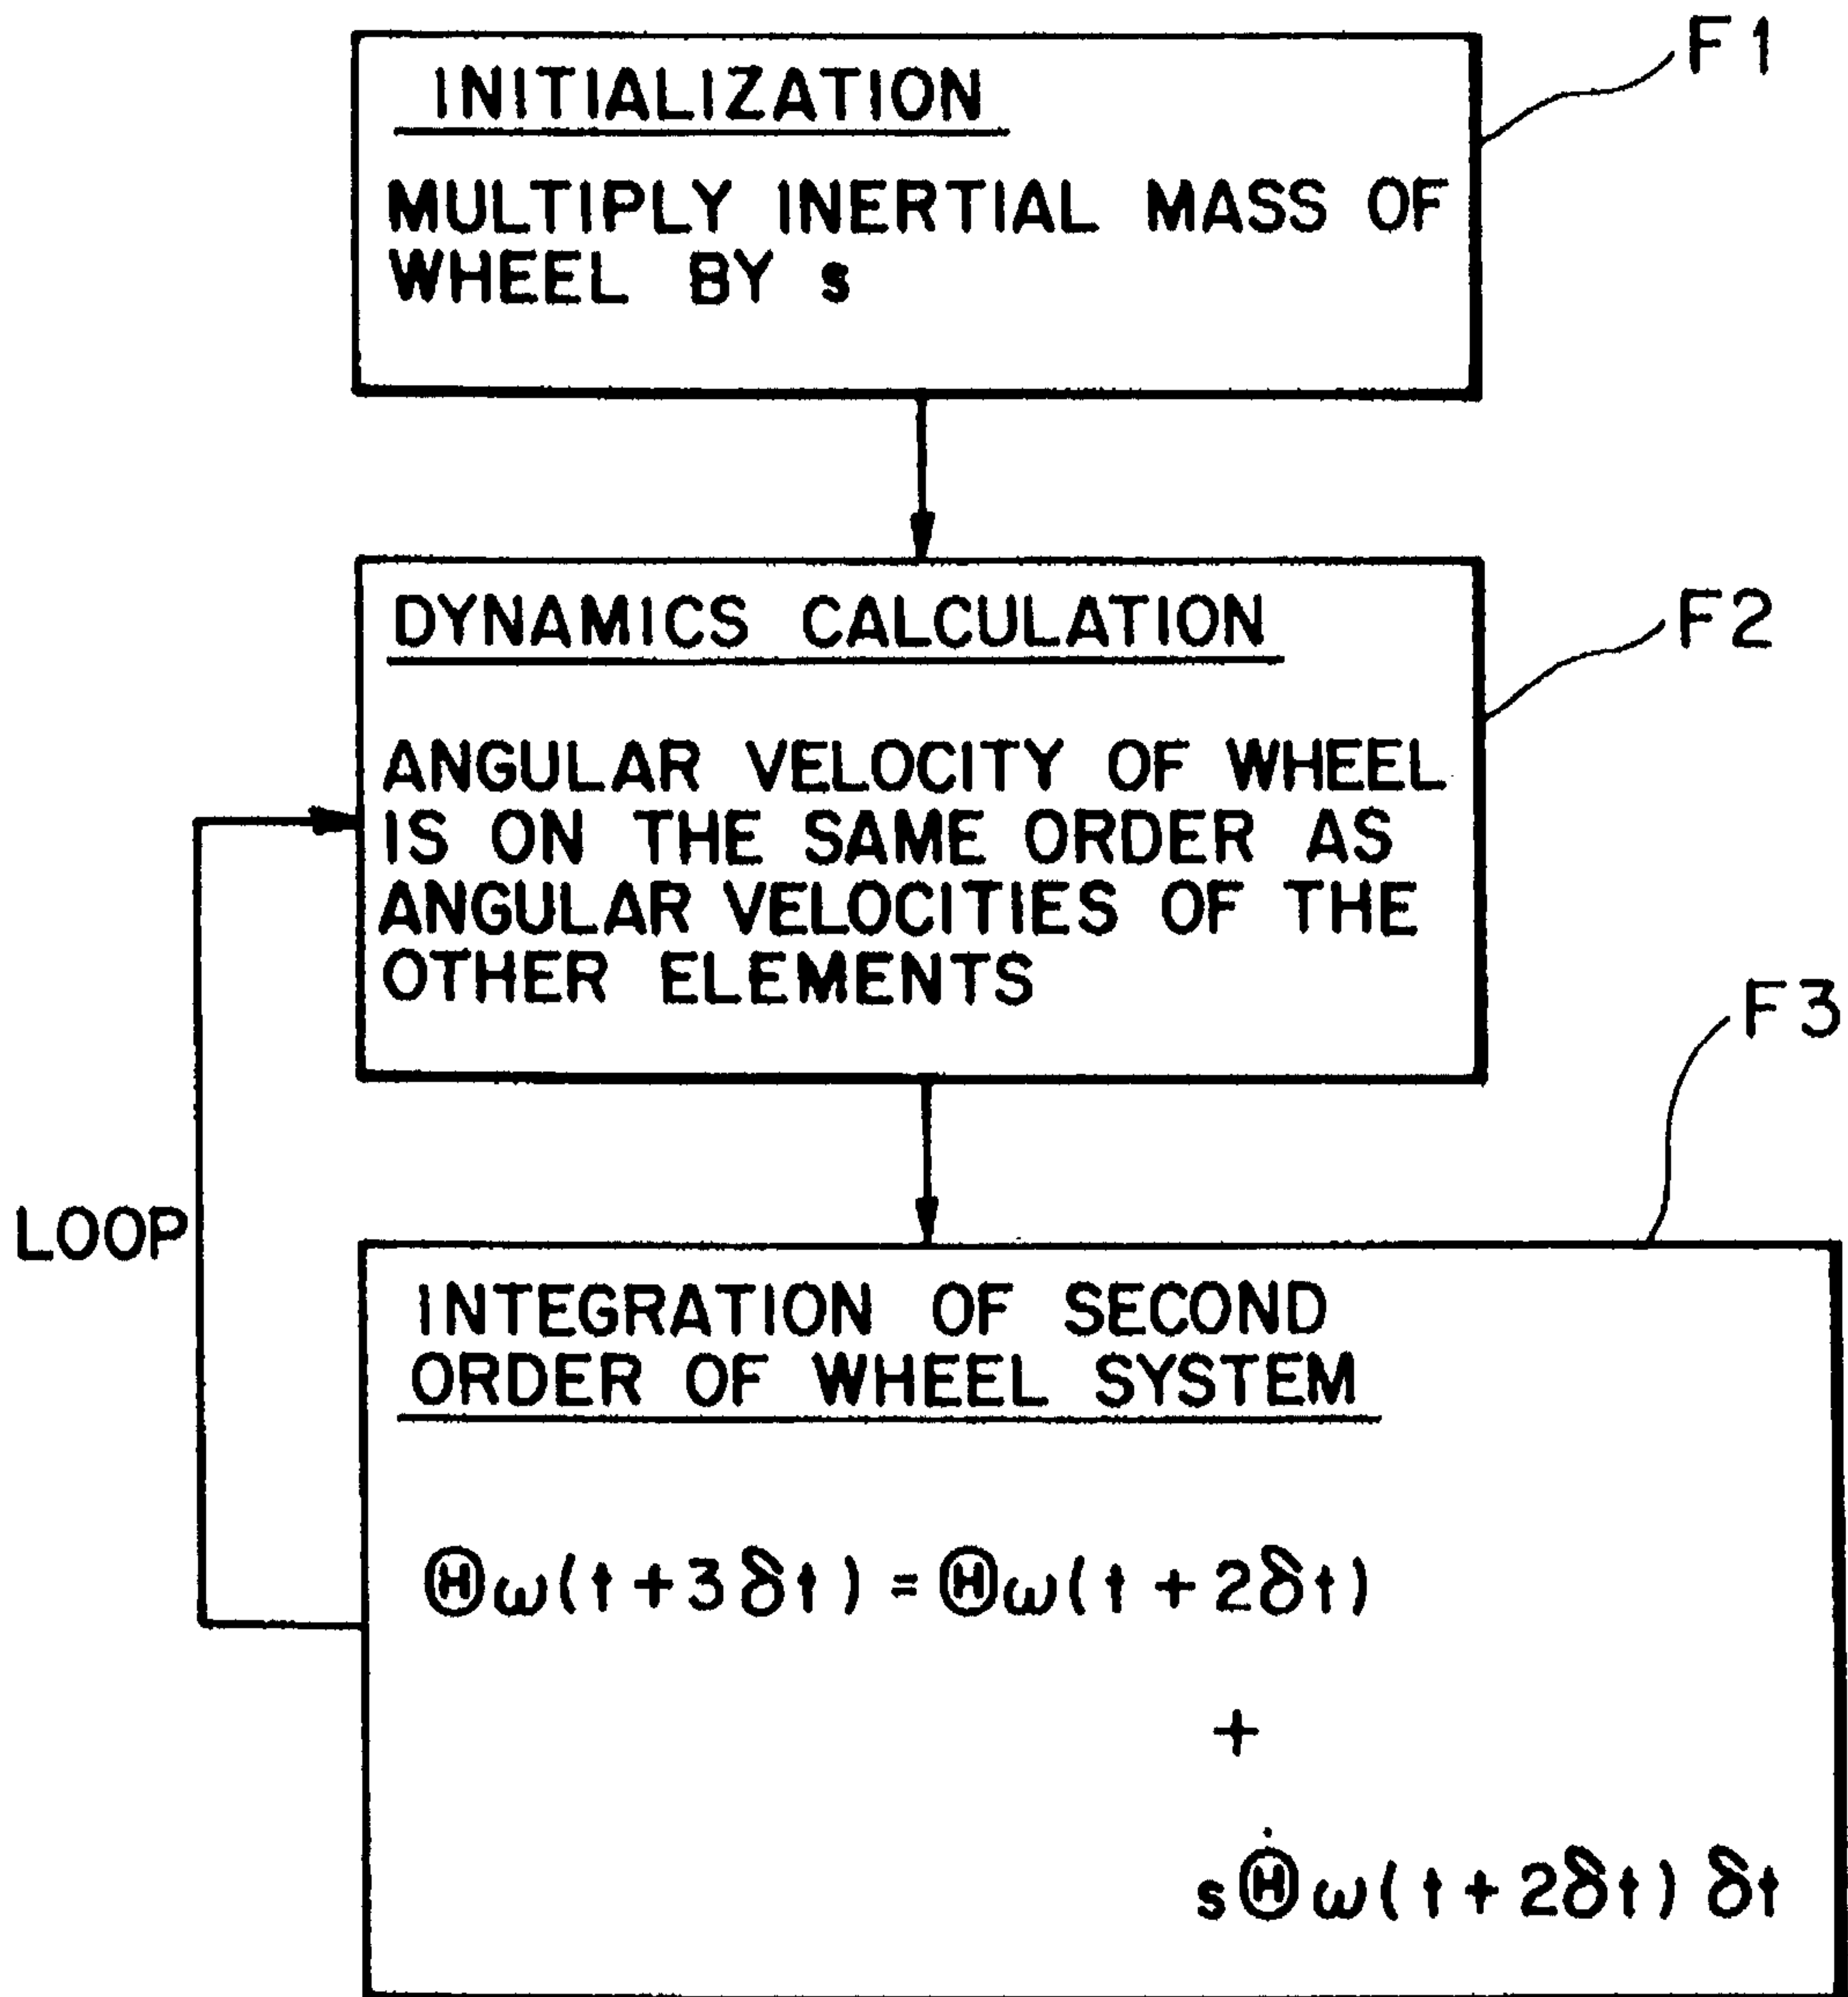 F1
INITIALIZATION
MULTIPLY INERTIAL MASS OF
WHEEL BY s
F2
DYNAMICS CALCULATION
ANGULAR VELOCITY OF WHEEL
IS ON THE SAME ORDER AS
ANGULAR VELOCITIES OF THE
OTHER ELEMENTS
F3
LOOP
INTEGRATION OF SECOND
ORDER OF WHEEL SYSTEM
Θω(t+3δt)=Θω(t+2δt)
+
sΘ̇ω(t+2δt)δt